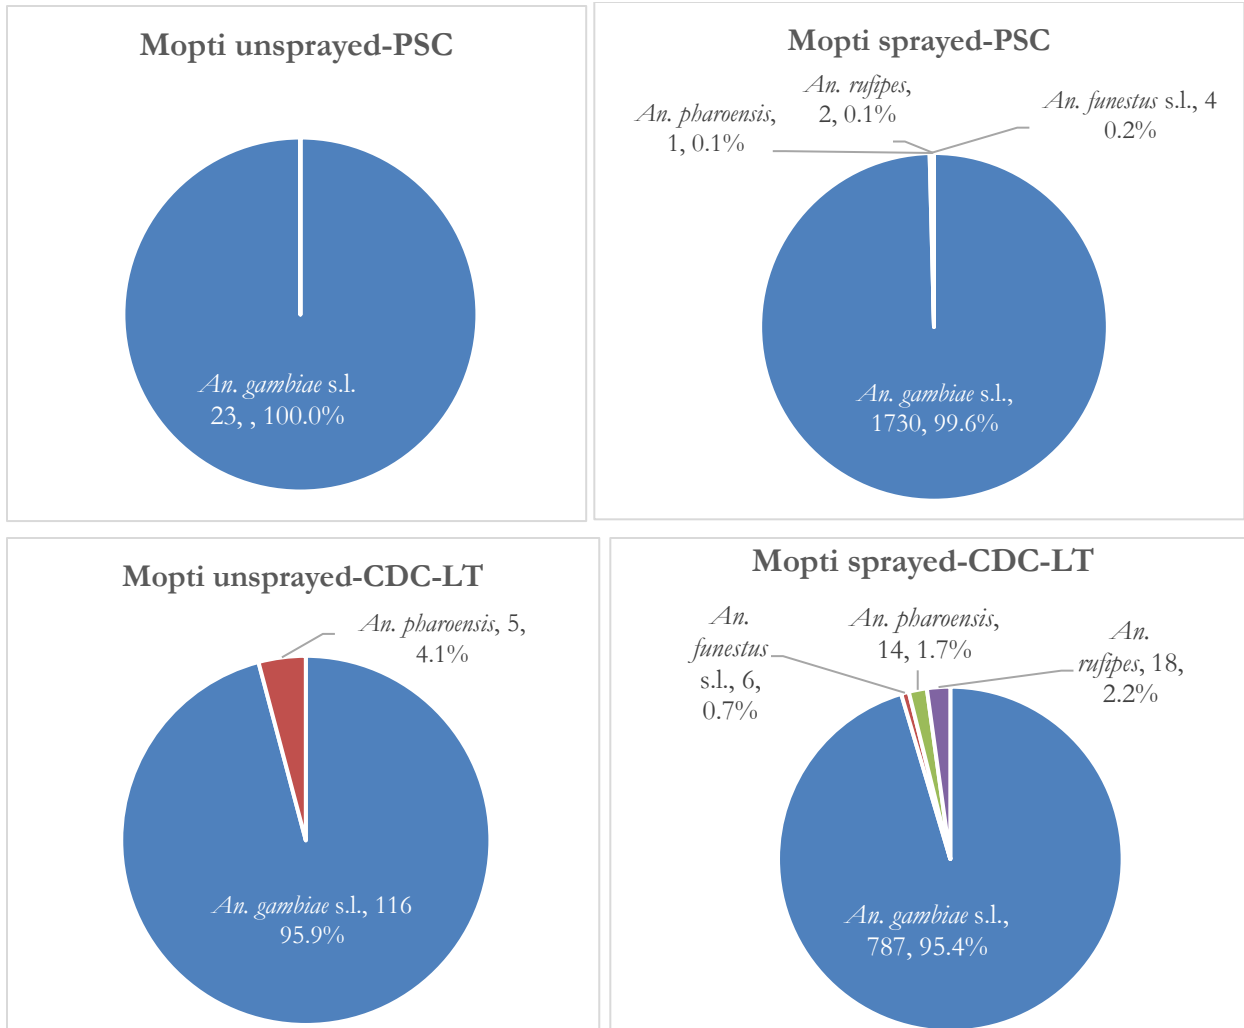 Mopti unsprayed-PSC
An. gambiae s.l.
23, , 100.0%
Mopti sprayed-PSC
An. pharoensis,
1, 0.1%
An. rufipes,
2, 0.1%
An. funestus s.l., 4
0.2%
An. gambiae s.l.,
1730, 99.6%
Mopti unsprayed-CDC-LT
An. pharoensis, 5,
4.1%
An. gambiae s.l., 116
95.9%
Mopti sprayed-CDC-LT
An.
funestus
s.l., 6,
0.7%
An. pharoensis,
14, 1.7%
An.
rufipes, 18,
2.2%
An. gambiae s.l.,
787, 95.4%